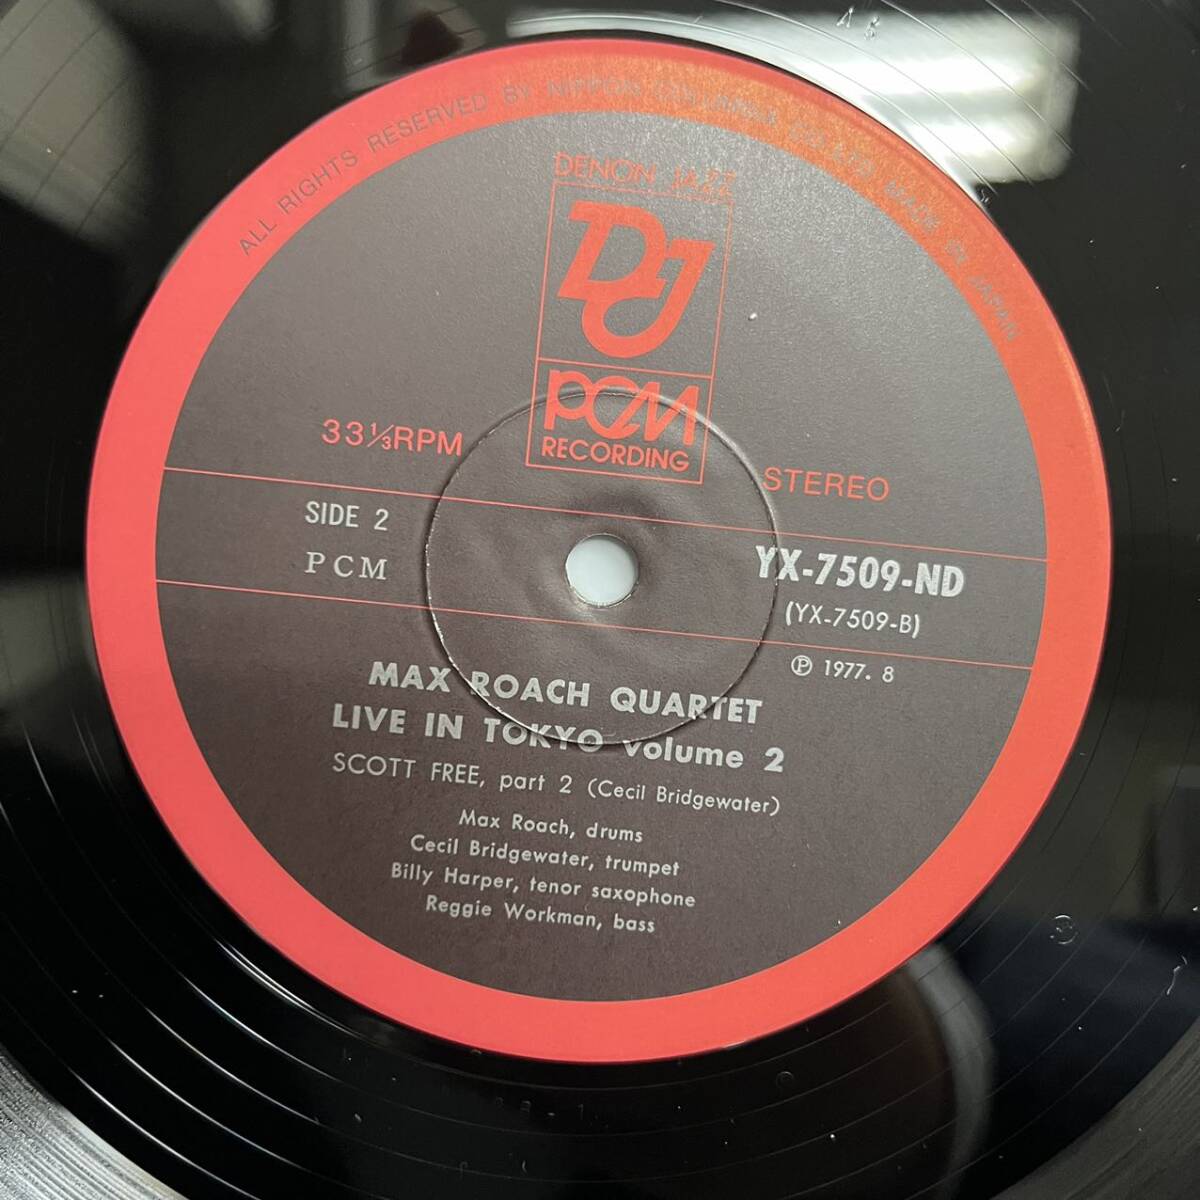 ALL RIGHTS RESERVED BY NIPPON COLUMBIA CO., LTD. MADE IN JAPAN
DENON JAZZ
DJ
PCM
RECORDING
33⅓RPM
STEREO
SIDE 2
PCM
YX-7509-ND
(YX-7509-B)
Ⓟ 1977. 8
MAX ROACH QUARTET
LIVE IN TOKYO volume 2
SCOTT FREE, part 2 (Cecil Bridgewater)
Max Roach, drums
Cecil Bridgewater, trumpet
Billy Harper, tenor saxophone
Reggie Workman, bass